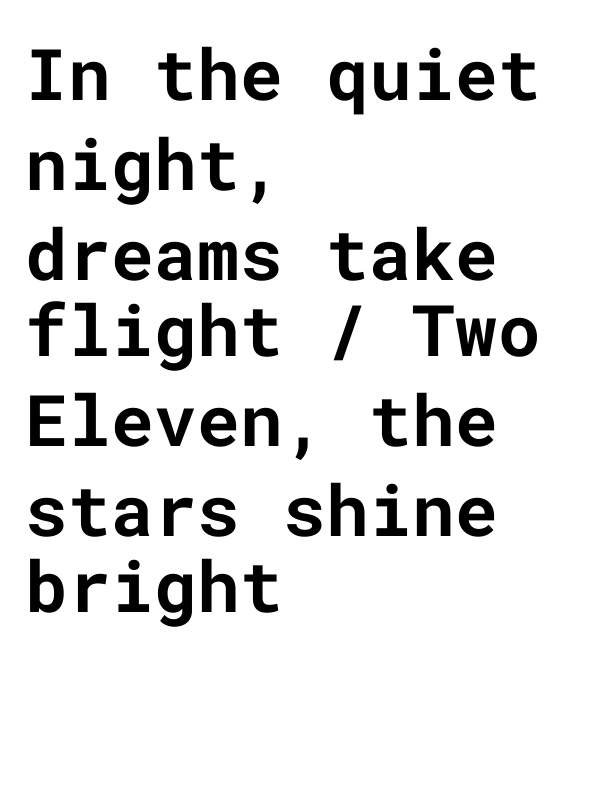 In the quiet
night,
dreams take
flight / Two
Eleven, the
stars shine
bright